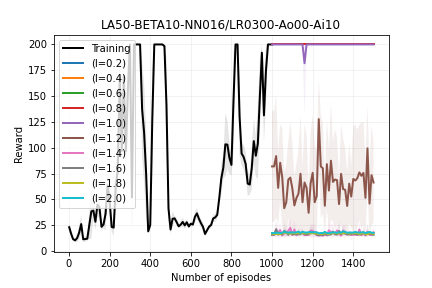 LA50-BETA10-NN016/LR0300-Ao00-Ai10
Reward
200
175
150
125
100
75
50
25
0
Training
(l=0.2)
(l=0.4)
(l=0.6)
(l=0.8)
(l=1.0)
(l=1.2)
(l=1.4)
(l=1.6)
(l=1.8)
(l=2.0)
0 200 400 600 800 1000 1200 1400
Number of episodes